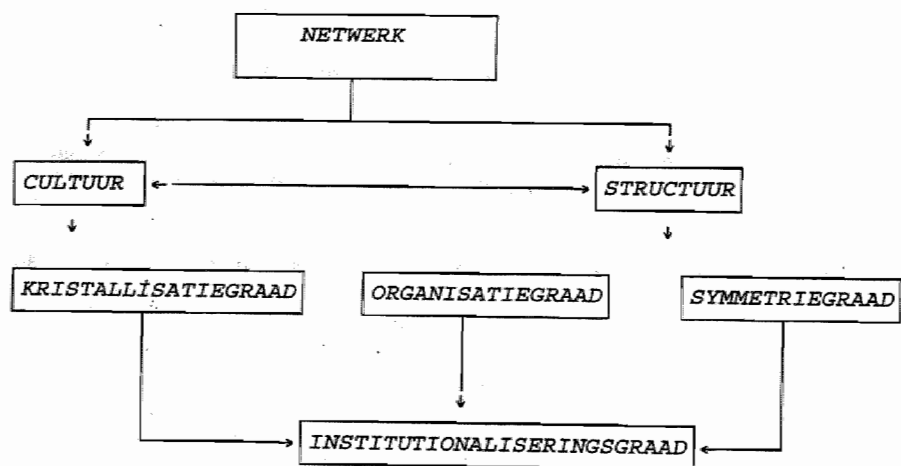 NETWERK
CULTUUR
STRUCTUUR
KRISTALLISATIEGRAAD
ORGANISATIEGRAAD
SYMMETRIEGRAAD
INSTITUTIONALISERINGSGRAAD